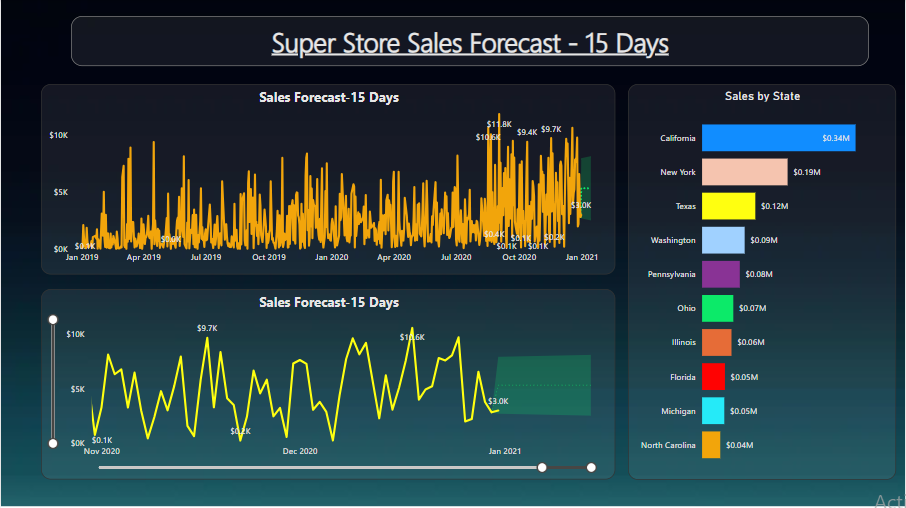 Super Store Sales Forecast - 15 Days
Sales Forecast-15 Days
$10K
$5K
$0K
$11.8K
$10.6K
$9.4K
$9.7K
$3.0K
$0.1K
$0.0K
$0.4K
$0.1K
$0.1K
$0.1K
$0.2K
Jan 2019
Apr 2019
Jul 2019
Oct 2019
Jan 2020
Apr 2020
Jul 2020
Oct 2020
Jan 2021
Sales Forecast-15 Days
$10K
$5K
$0K
$9.7K
$10.6K
$3.0K
$0.1K
$0.2K
Nov 2020
Dec 2020
Jan 2021
Sales by State
California $0.34M
New York $0.19M
Texas $0.12M
Washington $0.09M
Pennsylvania $0.08M
Ohio $0.07M
Illinois $0.06M
Florida $0.05M
Michigan $0.05M
North Carolina $0.04M
Acti